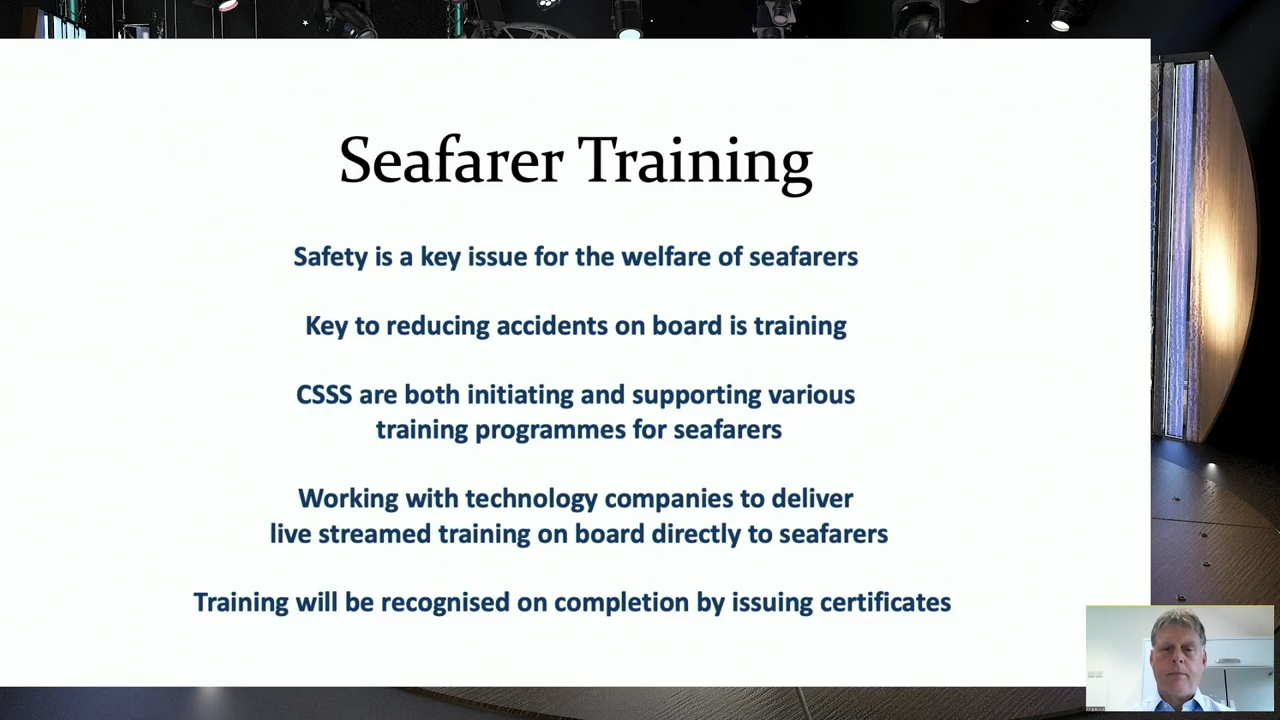 Seafarer Training
Safety is a key issue for the welfare of seafarers
Key to reducing accidents on board is training
CSSS are both initiating and supporting various
training programmes for seafarers
Working with technology companies to deliver
live streamed training on board directly to seafarers
Training will be recognised on completion by issuing certificates